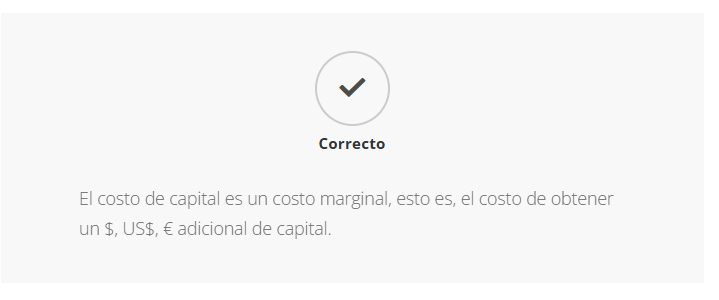 Correcto
El costo de capital es un costo marginal, esto es, el costo de obtener
un $, US$, € adicional de capital.